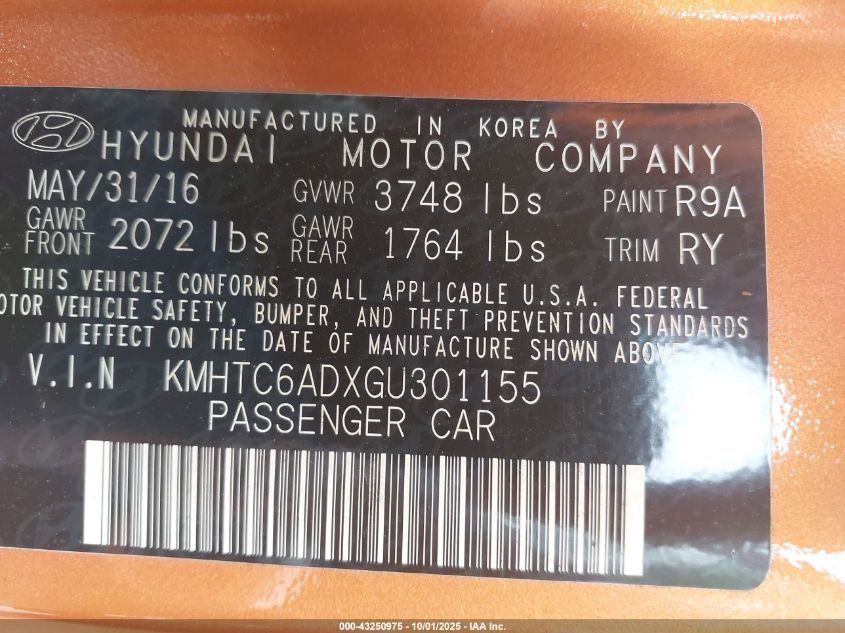 MANUFACTURED IN KOREA BY
HYUNDAI MOTOR COMPANY
MAY/31/16 GVWR 3748 lbs PAINT R9A
GAWR FRONT 2072 lbs GAWR REAR 1764 lbs TRIM RY
THIS VEHICLE CONFORMS TO ALL APPLICABLE U.S.A. FEDERAL
MOTOR VEHICLE SAFETY, BUMPER, AND THEFT PREVENTION STANDARDS
IN EFFECT ON THE DATE OF MANUFACTURE SHOWN ABOVE
V.I.N KMHTC6ADXGU301155
PASSENGER CAR
000-43250975 - 10/01/2025 - IAA Inc.